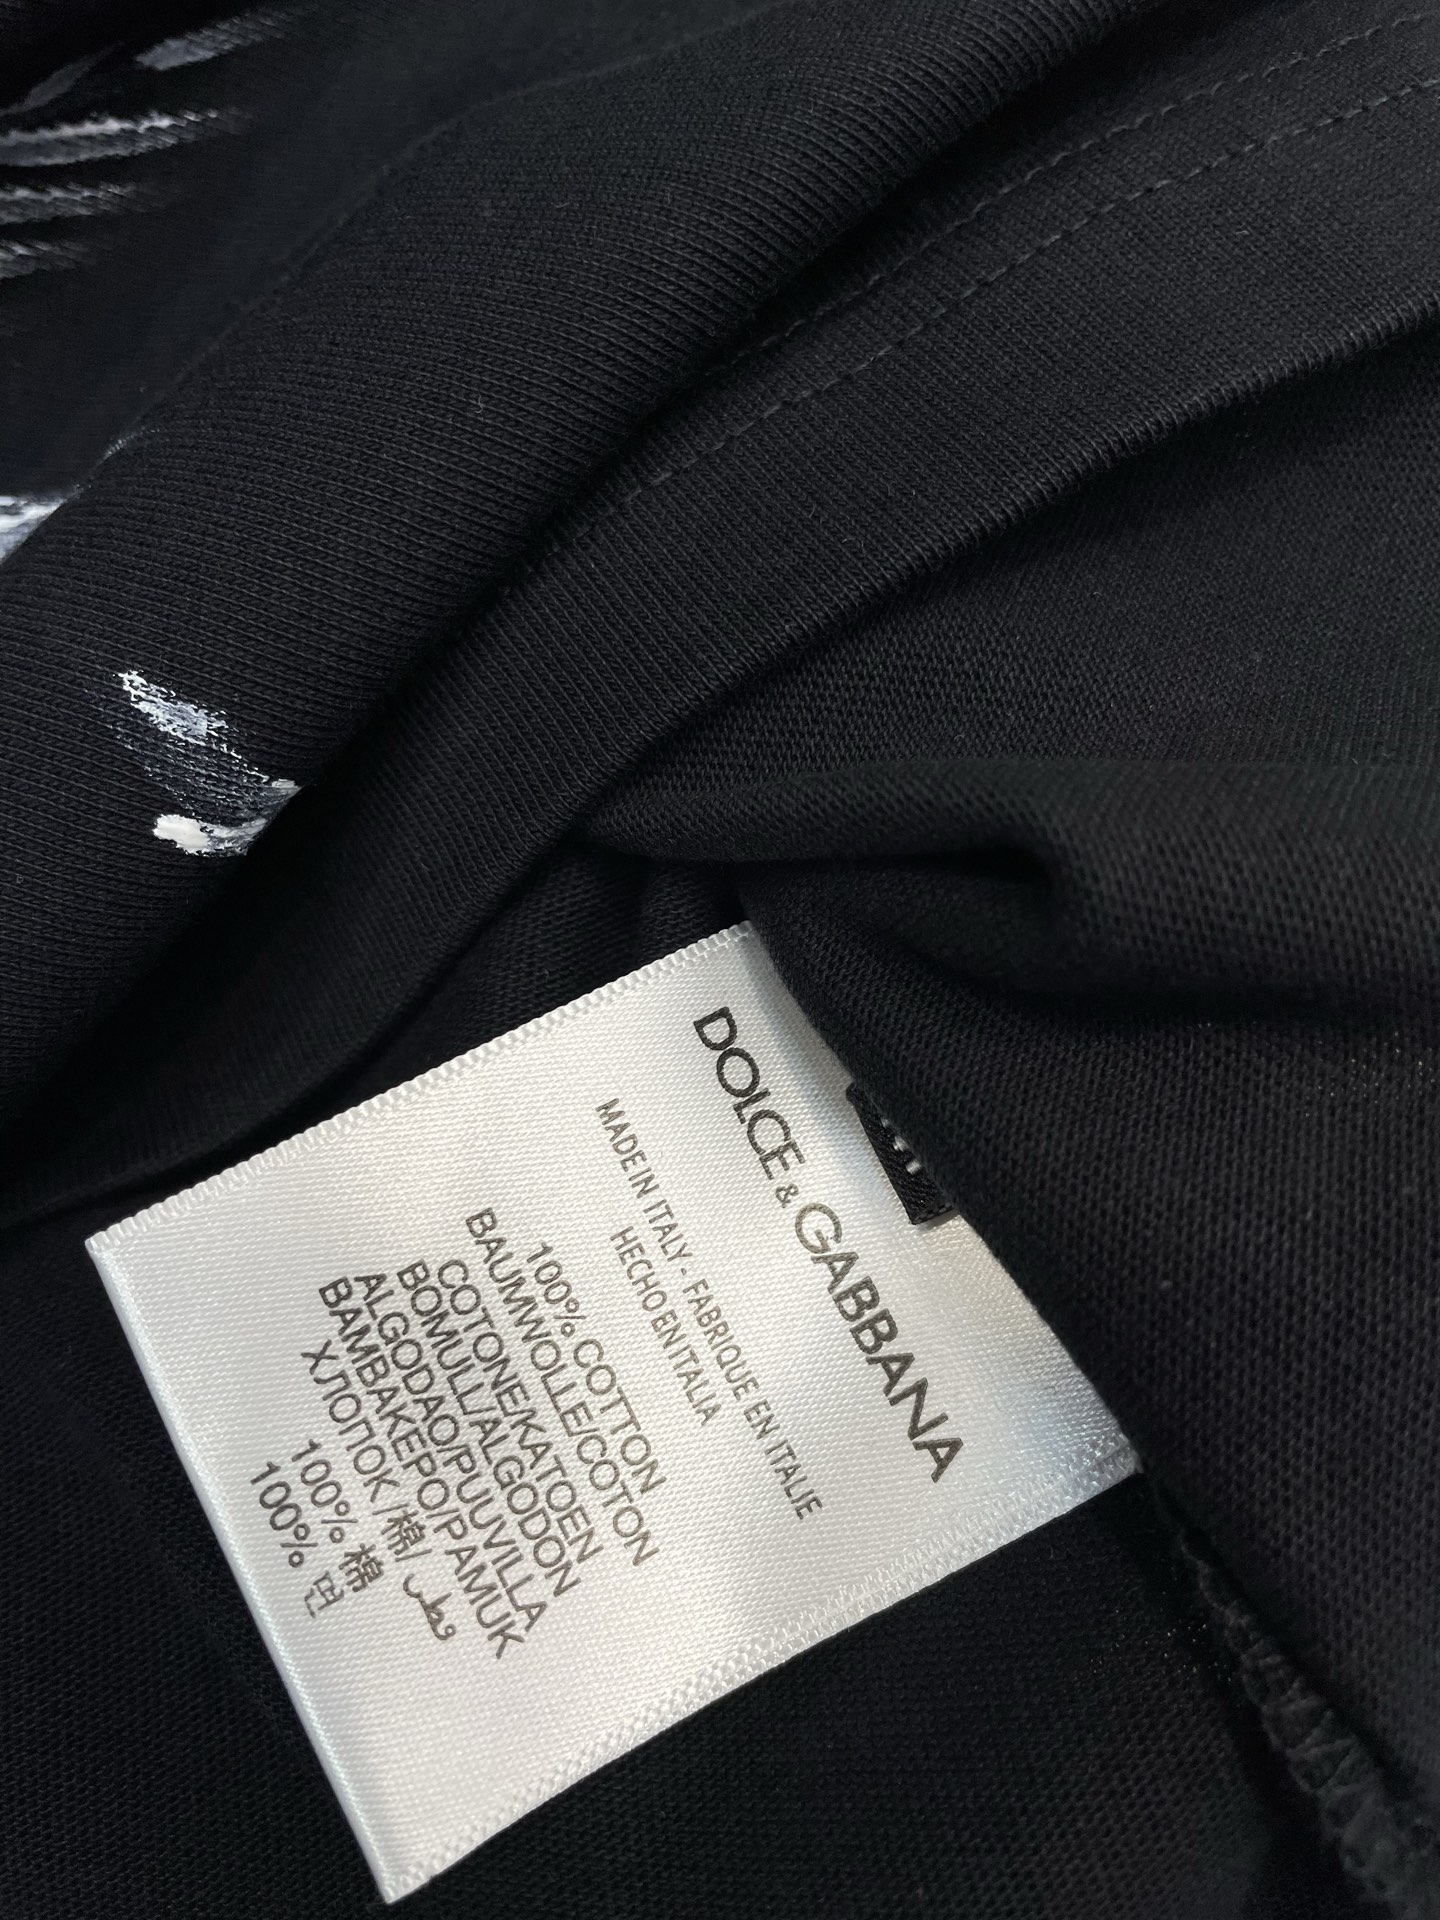 DOLCE & GABBANA
MADE IN ITALY - FABRIQUE EN ITALIE
HECHO EN ITALIA
100% COTTON
BAUMWOLLE/COTON
COTONE/KATOEN
BOMULL/ALGODON
ALGODAO/PUUVILLA
BAMBAKEPO/PAMUK
ХЛОПОК/棉/قطن
100% 棉
100% 면